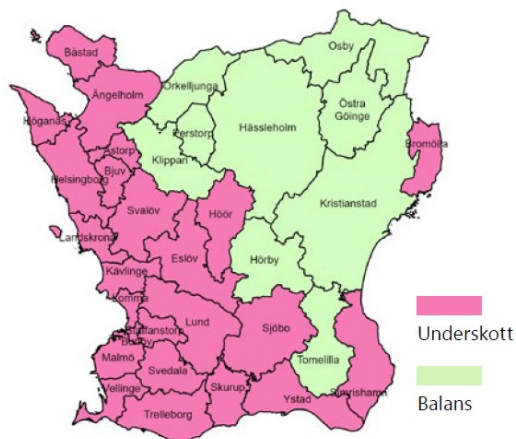 Båstad
Osby
Ängelholm
Örkelljunga
Östra
Göinge
Höganäs
Perstorp
Hässleholm
Åstorp
Klippan
Bromölla
Bjuv
Helsingborg
Svalöv
Höör
Kristianstad
Landskrona
Eslöv
Hörby
Kävlinge
Lomma
Lund
Sjöbo
Staffanstorp
Burlöv
Malmö
Svedala
Tomelilla
Vellinge
Skurup
Ystad
Simrishamn
Trelleborg
Underskott
Balans